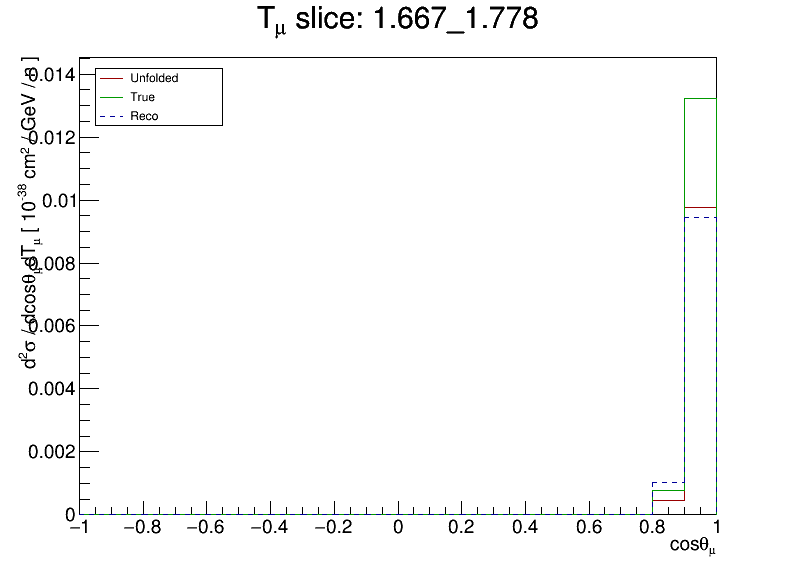 Tμ slice: 1.667_1.778
d²σ / dcosθμdTμ [ 10⁻³⁸ cm² / GeV / n ]
0.014
0.012
0.01
0.008
0.006
0.004
0.002
0
Unfolded
True
Reco
−1 −0.8 −0.6 −0.4 −0.2 0 0.2 0.4 0.6 0.8 1
cosθμ